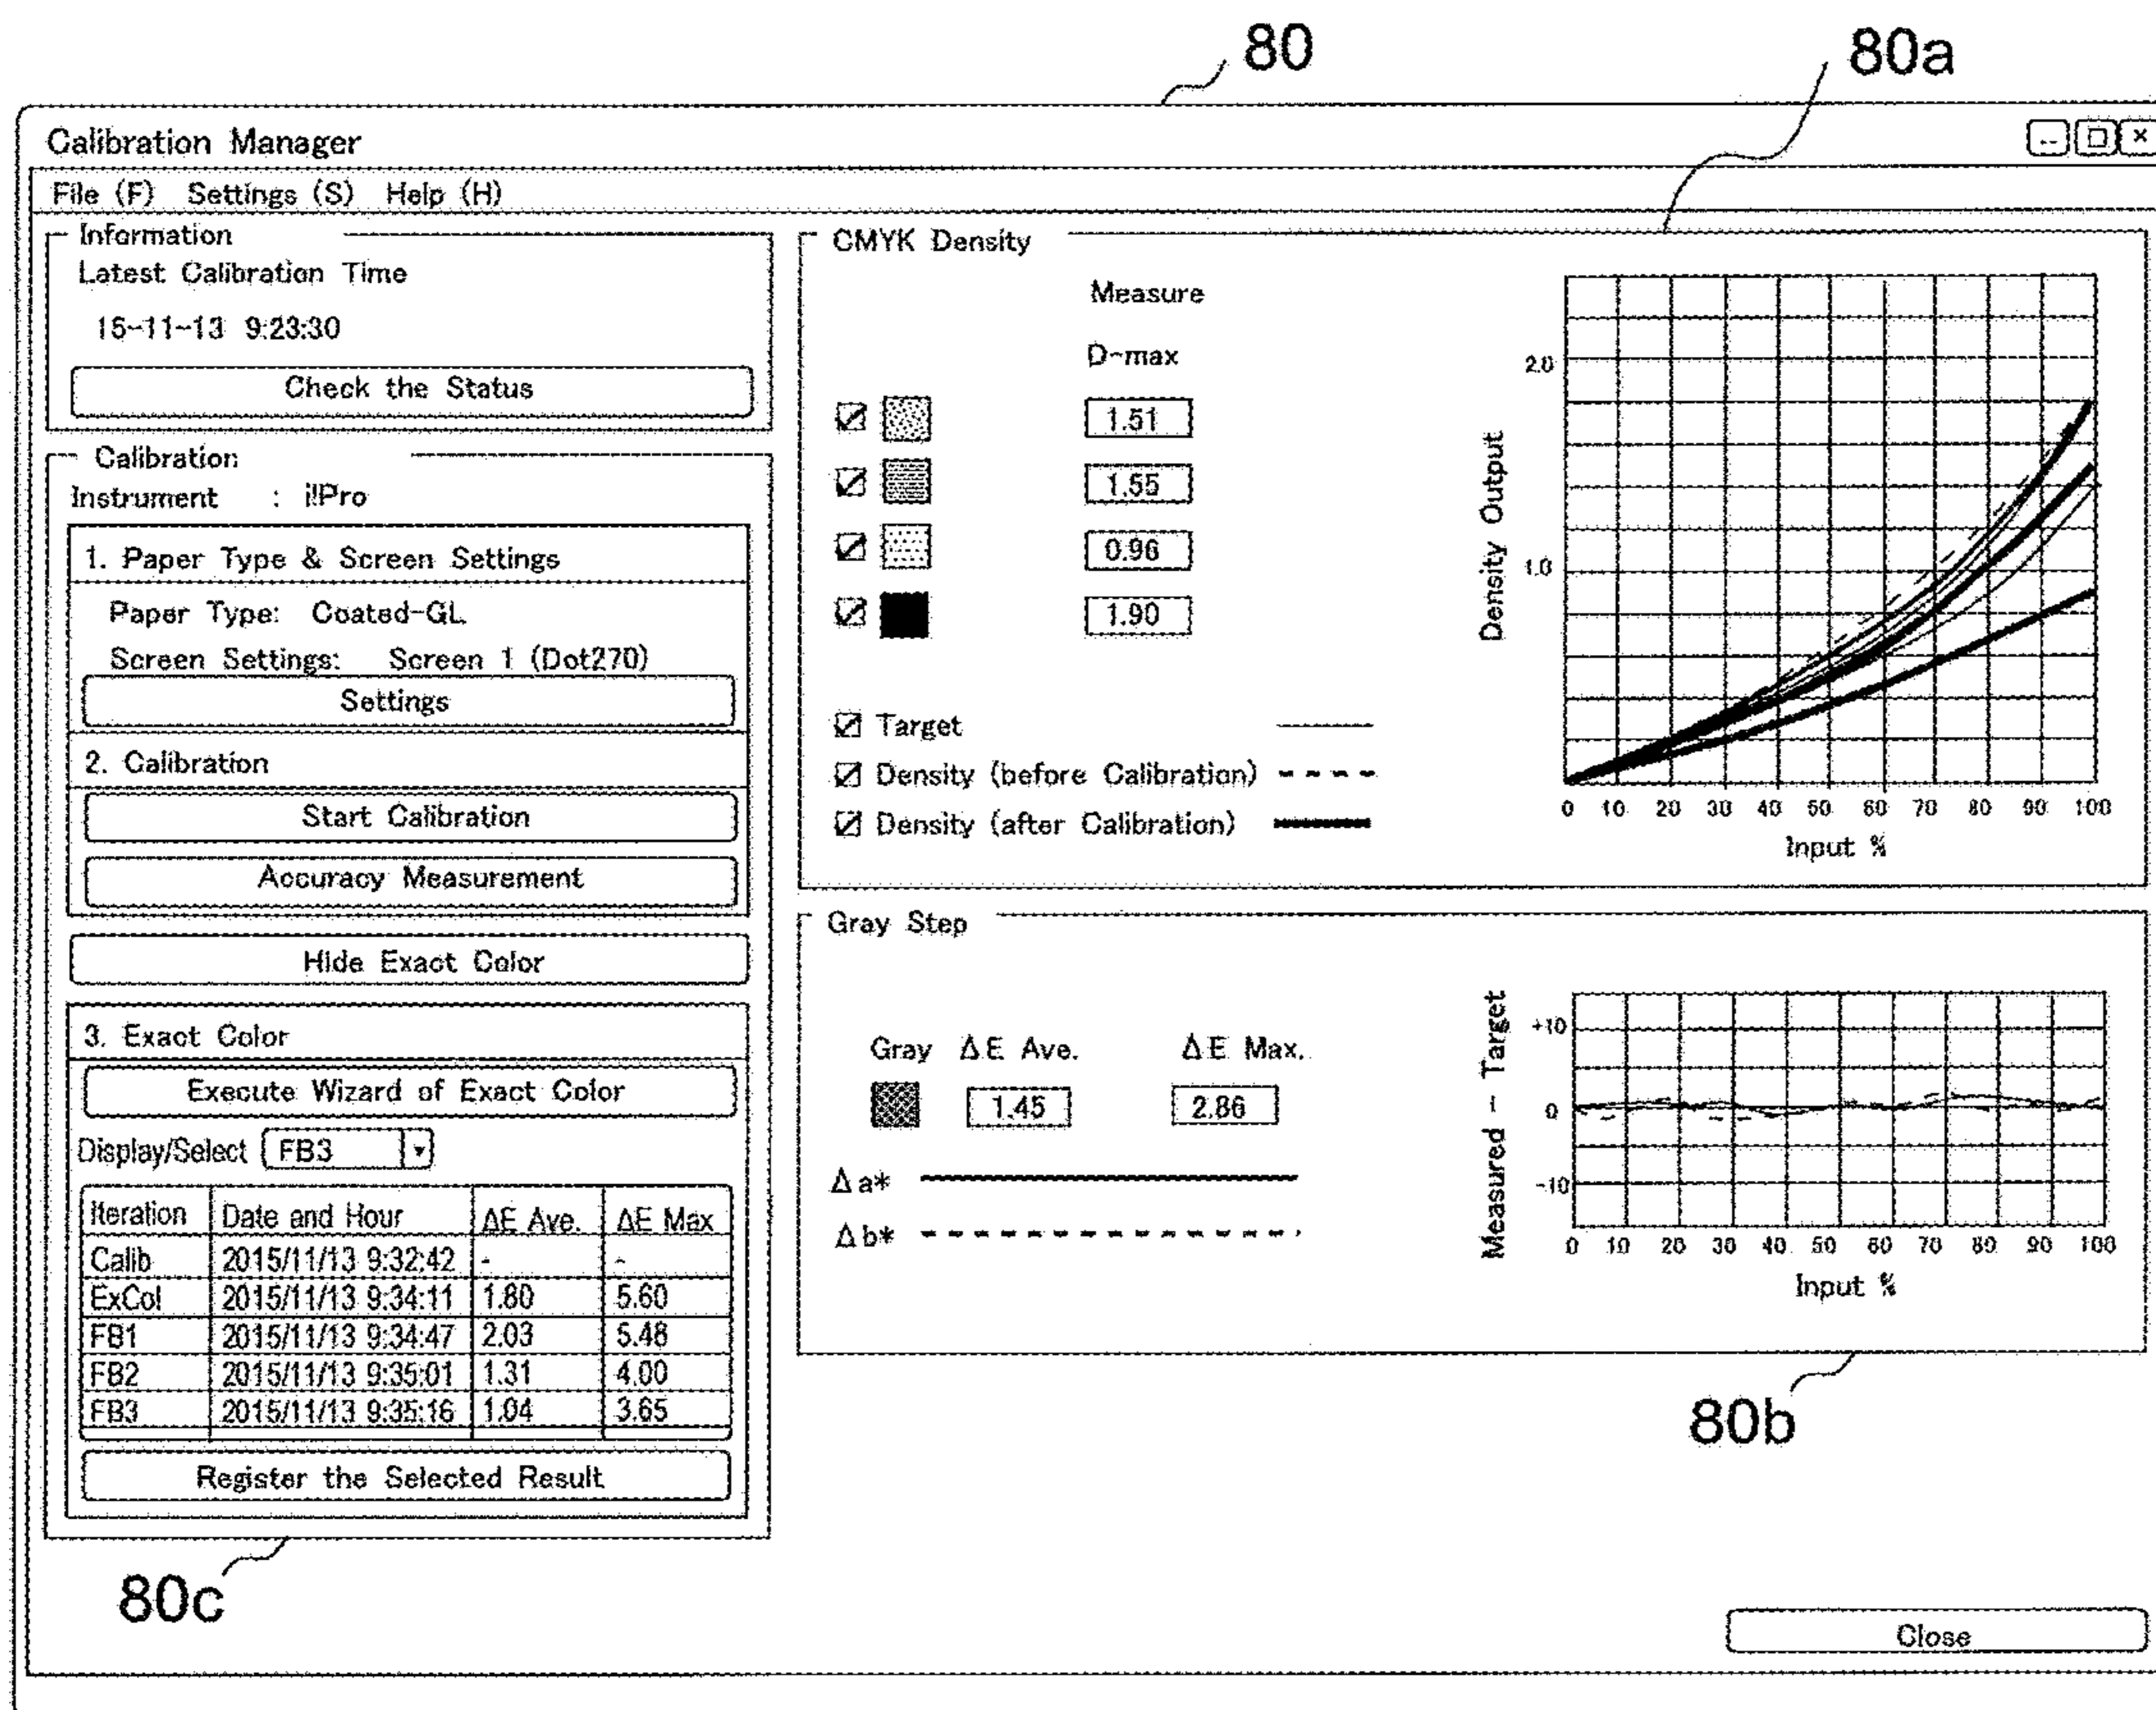 80
80a
Calibration Manager
File (F) Settings (S) Help (H)
Information
Latest Calibration Time
15-11-13 9:23:30
Check the Status
Calibration
Instrument : i!Pro
1. Paper Type & Screen Settings
Paper Type: Coated-GL
Screen Settings: Screen 1 (Dot270)
Settings
2. Calibration
Start Calibration
Accuracy Measurement
Hide Exact Color
3. Exact Color
Execute Wizard of Exact Color
Display/Select FB3
Iteration Date and Hour ΔE Ave. ΔE Max
Calib 2015/11/13 9:32:42 - -
ExCol 2015/11/13 9:34:11 1.80 5.60
FB1 2015/11/13 9:34:47 2.03 5.48
FB2 2015/11/13 9:35:01 1.31 4.00
FB3 2015/11/13 9:35:16 1.04 3.65
Register the Selected Result
80c
CMYK Density
Measure
D-max
1.51
1.55
0.96
1.90
Target
Density (before Calibration)
Density (after Calibration)
Density Output
2.0
1.0
0 10 20 30 40 50 60 70 80 90 100
Input %
Gray Step
Gray ΔE Ave. ΔE Max.
1.45 2.86
Δa*
Δb*
Measured - Target
+10
0
-10
0 10 20 30 40 50 60 70 80 90 100
Input %
80b
Close